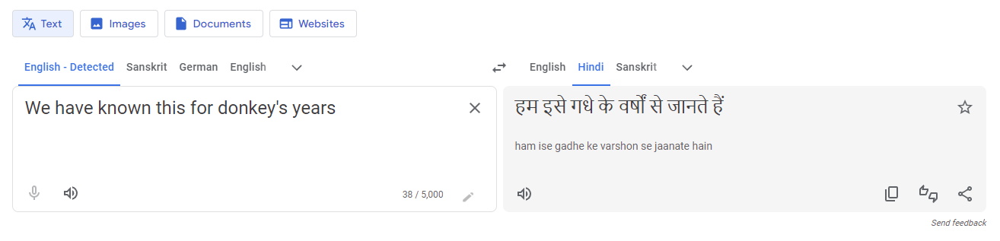 Text Images Documents Websites
English - Detected Sanskrit German English English Hindi Sanskrit
We have known this for donkey's years
हम इसे गधे के वर्षों से जानते हैं
ham ise gadhe ke varshon se jaanate hain
38 / 5,000
Send feedback